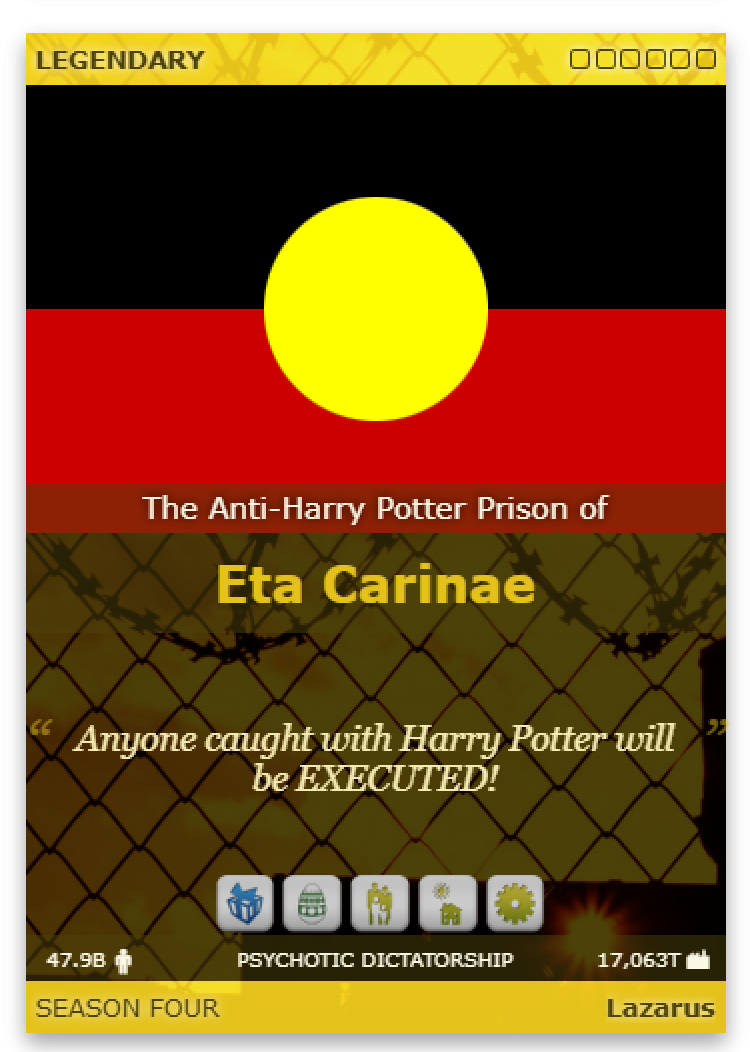 LEGENDARY
The Anti-Harry Potter Prison of
Eta Carinae
“ Anyone caught with Harry Potter will ”
be EXECUTED!
47.9B PSYCHOTIC DICTATORSHIP 17,063T
SEASON FOUR Lazarus